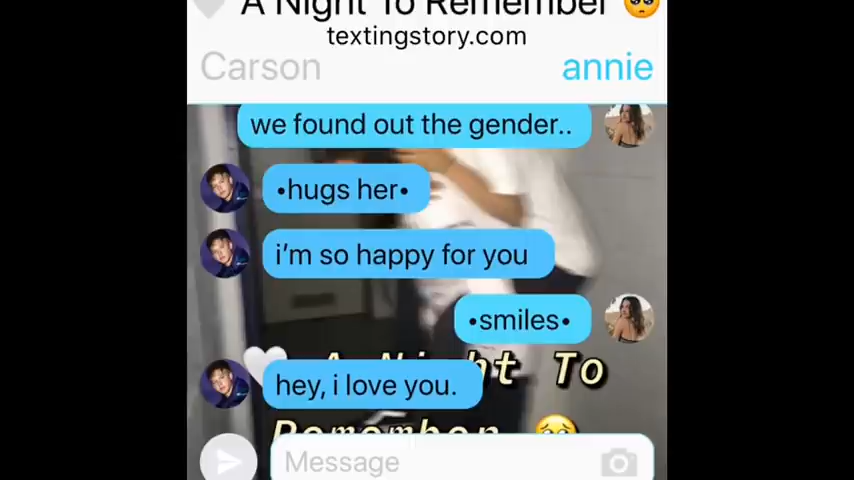 A Night To Remember 🥺
textingstory.com
Carson
annie
we found out the gender..
•hugs her•
i'm so happy for you
•smiles•
🤍 A Night To
hey, i love you.
Remember 🥺
Message